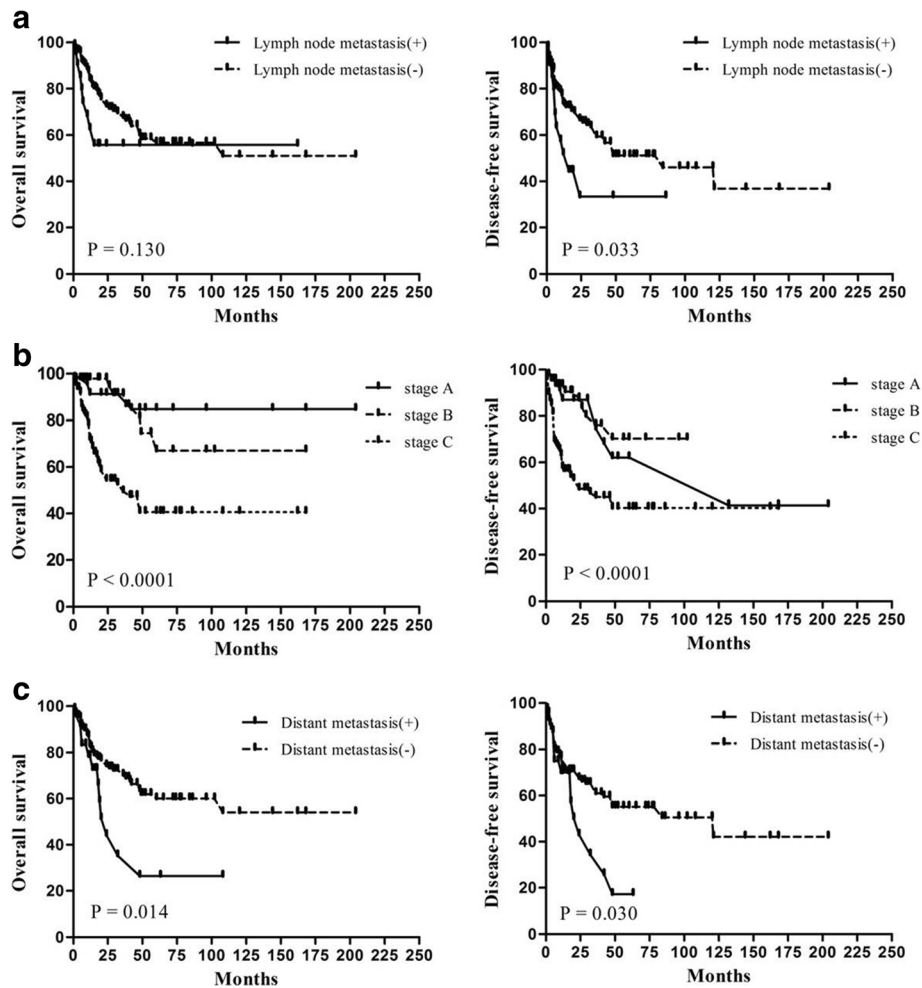 a
Overall survival
100
80
60
40
20
0
Lymph node metastasis(+)
Lymph node metastasis(-)
P = 0.130
0 25 50 75 100 125 150 175 200 225
Months
Disease-free survival
100
80
60
40
20
0
Lymph node metastasis(+)
Lymph node metastasis(-)
P = 0.033
0 25 50 75 100 125 150 175 200 225
Months
b
Overall survival
100
80
60
40
20
0
stage A
stage B
stage C
P < 0.0001
0 25 50 75 100 125 150 175 200 225
Months
Disease-free survival
100
80
60
40
20
0
stage A
stage B
stage C
P < 0.0001
0 25 50 75 100 125 150 175 200 225
Months
c
Overall survival
100
80
60
40
20
0
Distant metastasis(+)
Distant metastasis(-)
P = 0.014
0 25 50 75 100 125 150 175 200 225
Months
Disease-free survival
100
80
60
40
20
0
Distant metastasis(+)
Distant metastasis(-)
P = 0.030
0 25 50 75 100 125 150 175 200 225
Months